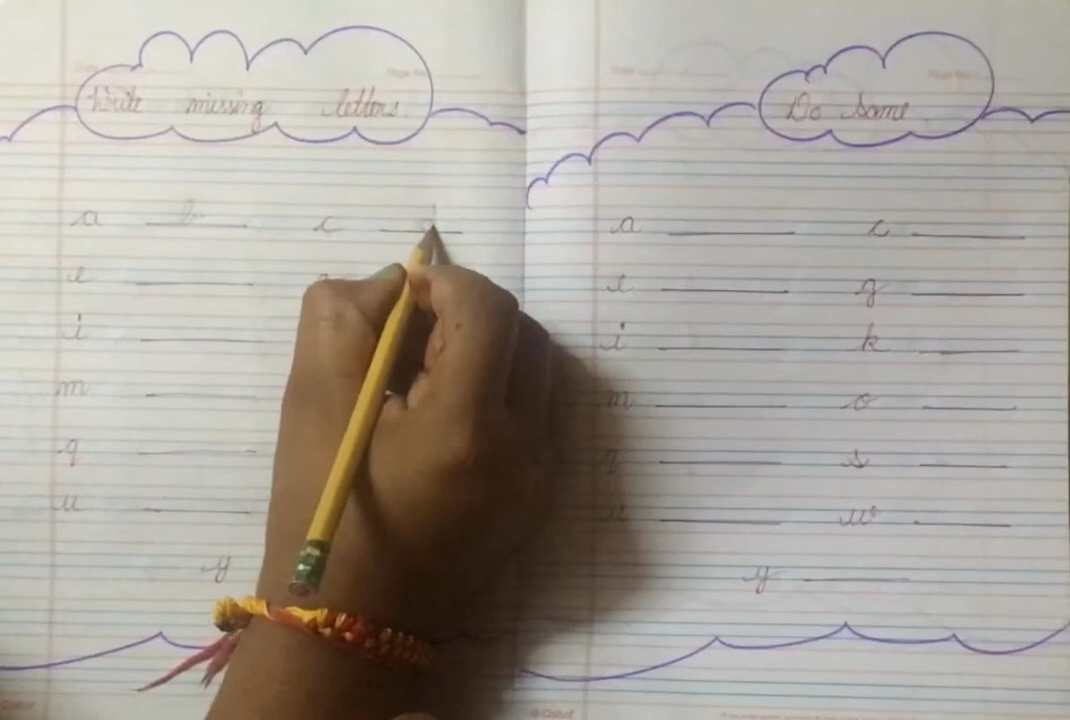 Write missing letters.
a b c d
e g
i
m
q
u
y
Do Same
a c
e g
i k
m o
q s
u w
y